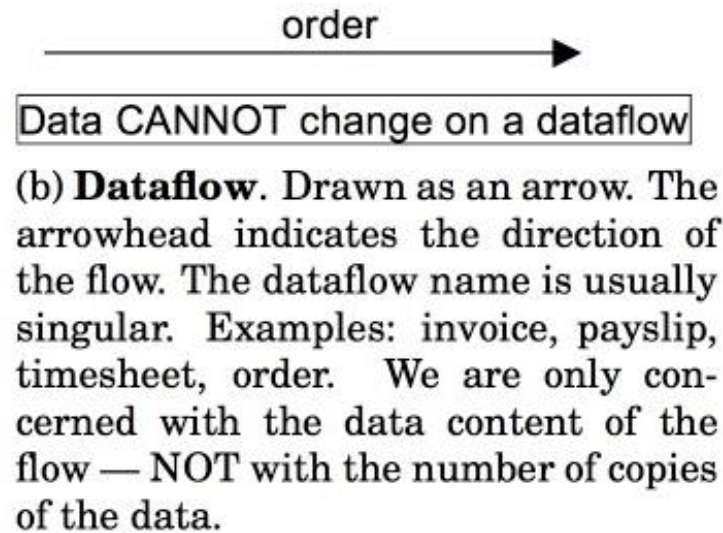 order
Data CANNOT change on a dataflow
(b) Dataflow. Drawn as an arrow. The
arrowhead indicates the direction of
the flow. The dataflow name is usually
singular. Examples: invoice, payslip,
timesheet, order. We are only con-
cerned with the data content of the
flow — NOT with the number of copies
of the data.